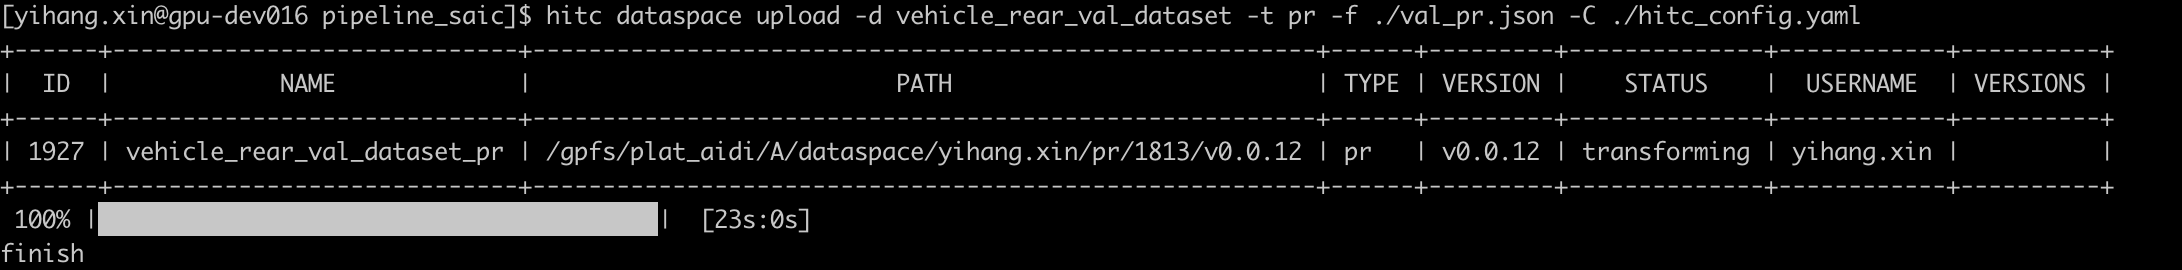 [yihang.xin@gpu-dev016 pipeline_saic]$ hitc dataspace upload -d vehicle_rear_val_dataset -t pr -f ./val_pr.json -C ./hitc_config.yaml
+------+-----------------------------+--------------------------------------------------------+------+---------+--------------+------------+----------+
|  ID  |            NAME             |                          PATH                          | TYPE | VERSION |    STATUS    |  USERNAME  | VERSIONS |
+------+-----------------------------+--------------------------------------------------------+------+---------+--------------+------------+----------+
| 1927 | vehicle_rear_val_dataset_pr | /gpfs/plat_aidi/A/dataspace/yihang.xin/pr/1813/v0.0.12 | pr   | v0.0.12 | transforming | yihang.xin |          |
+------+-----------------------------+--------------------------------------------------------+------+---------+--------------+------------+----------+
 100% |████████████████████████████████████████|  [23s:0s]
finish